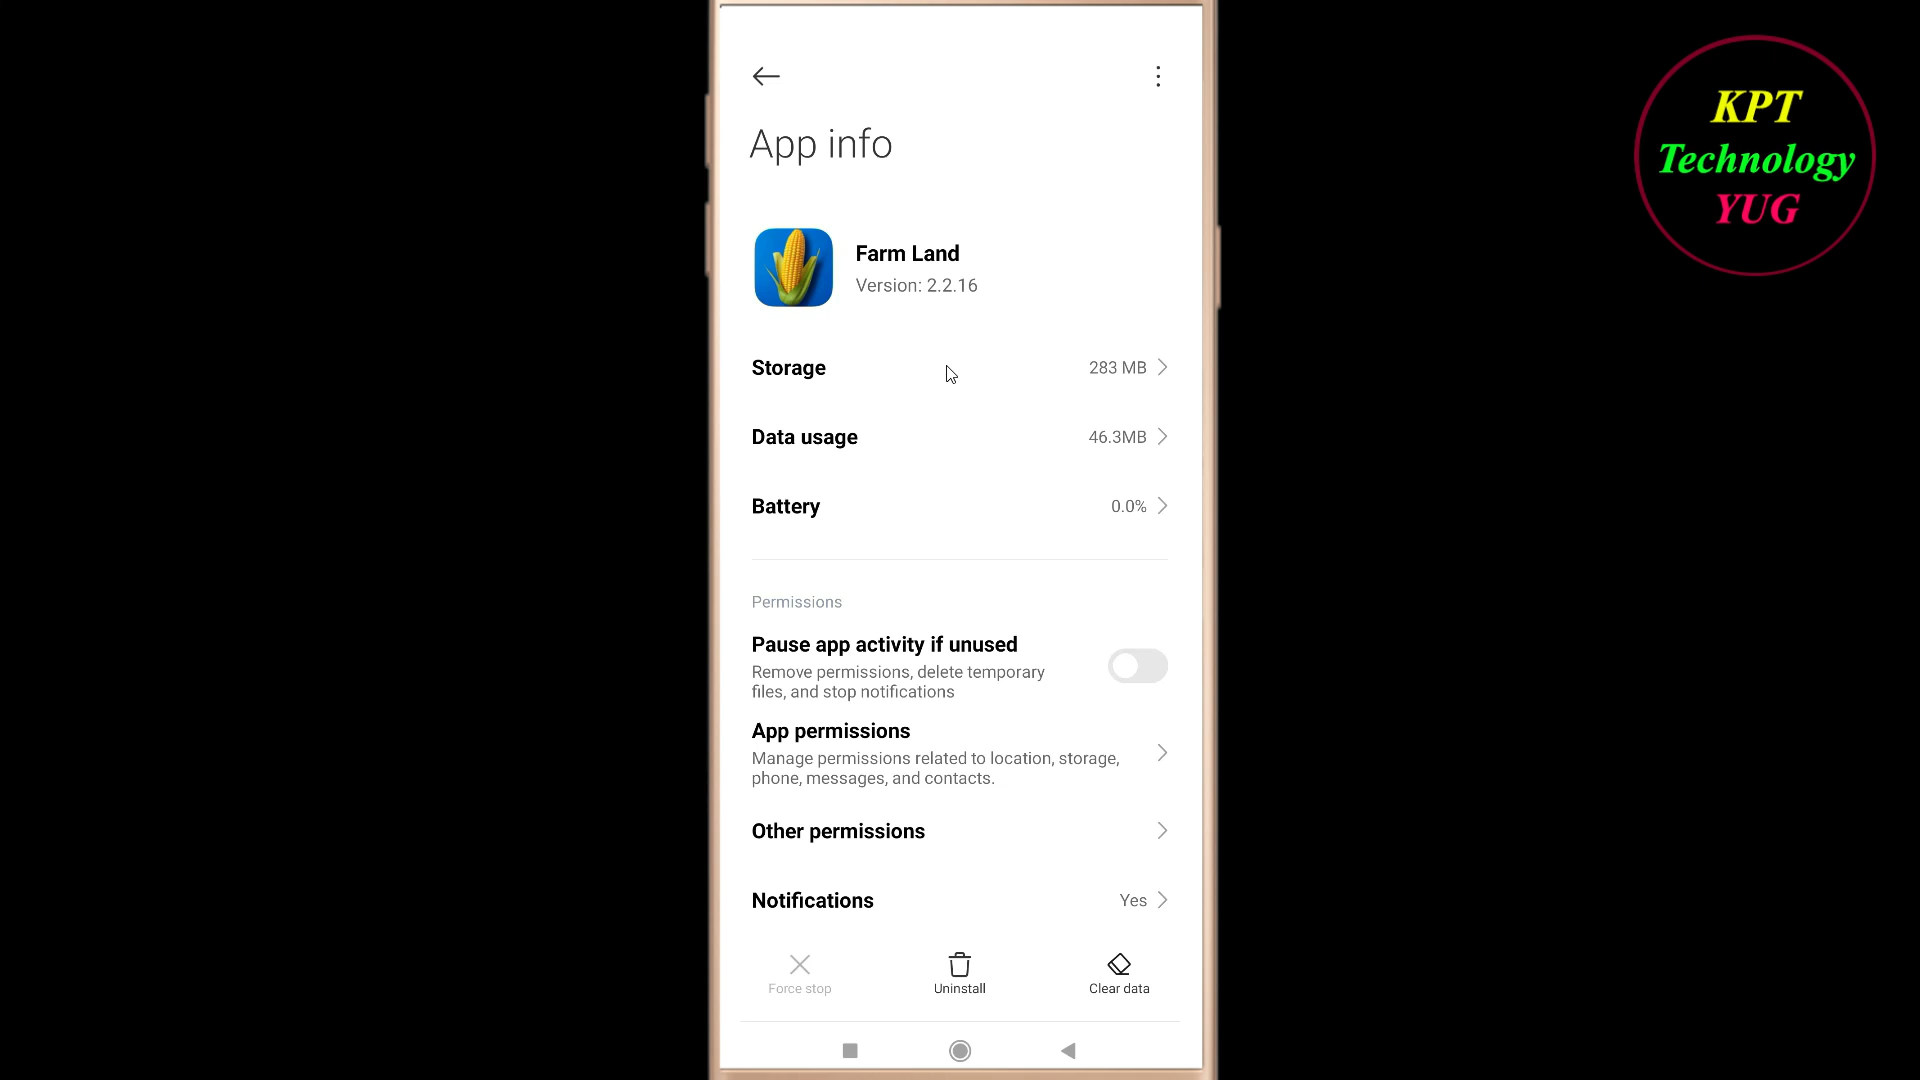 App info
Farm Land
Version: 2.2.16
Storage 283 MB
Data usage 46.3MB
Battery 0.0%
Permissions
Pause app activity if unused
Remove permissions, delete temporary
files, and stop notifications
App permissions
Manage permissions related to location, storage,
phone, messages, and contacts.
Other permissions
Notifications Yes
Force stop Uninstall Clear data
KPT
Technology
YUG